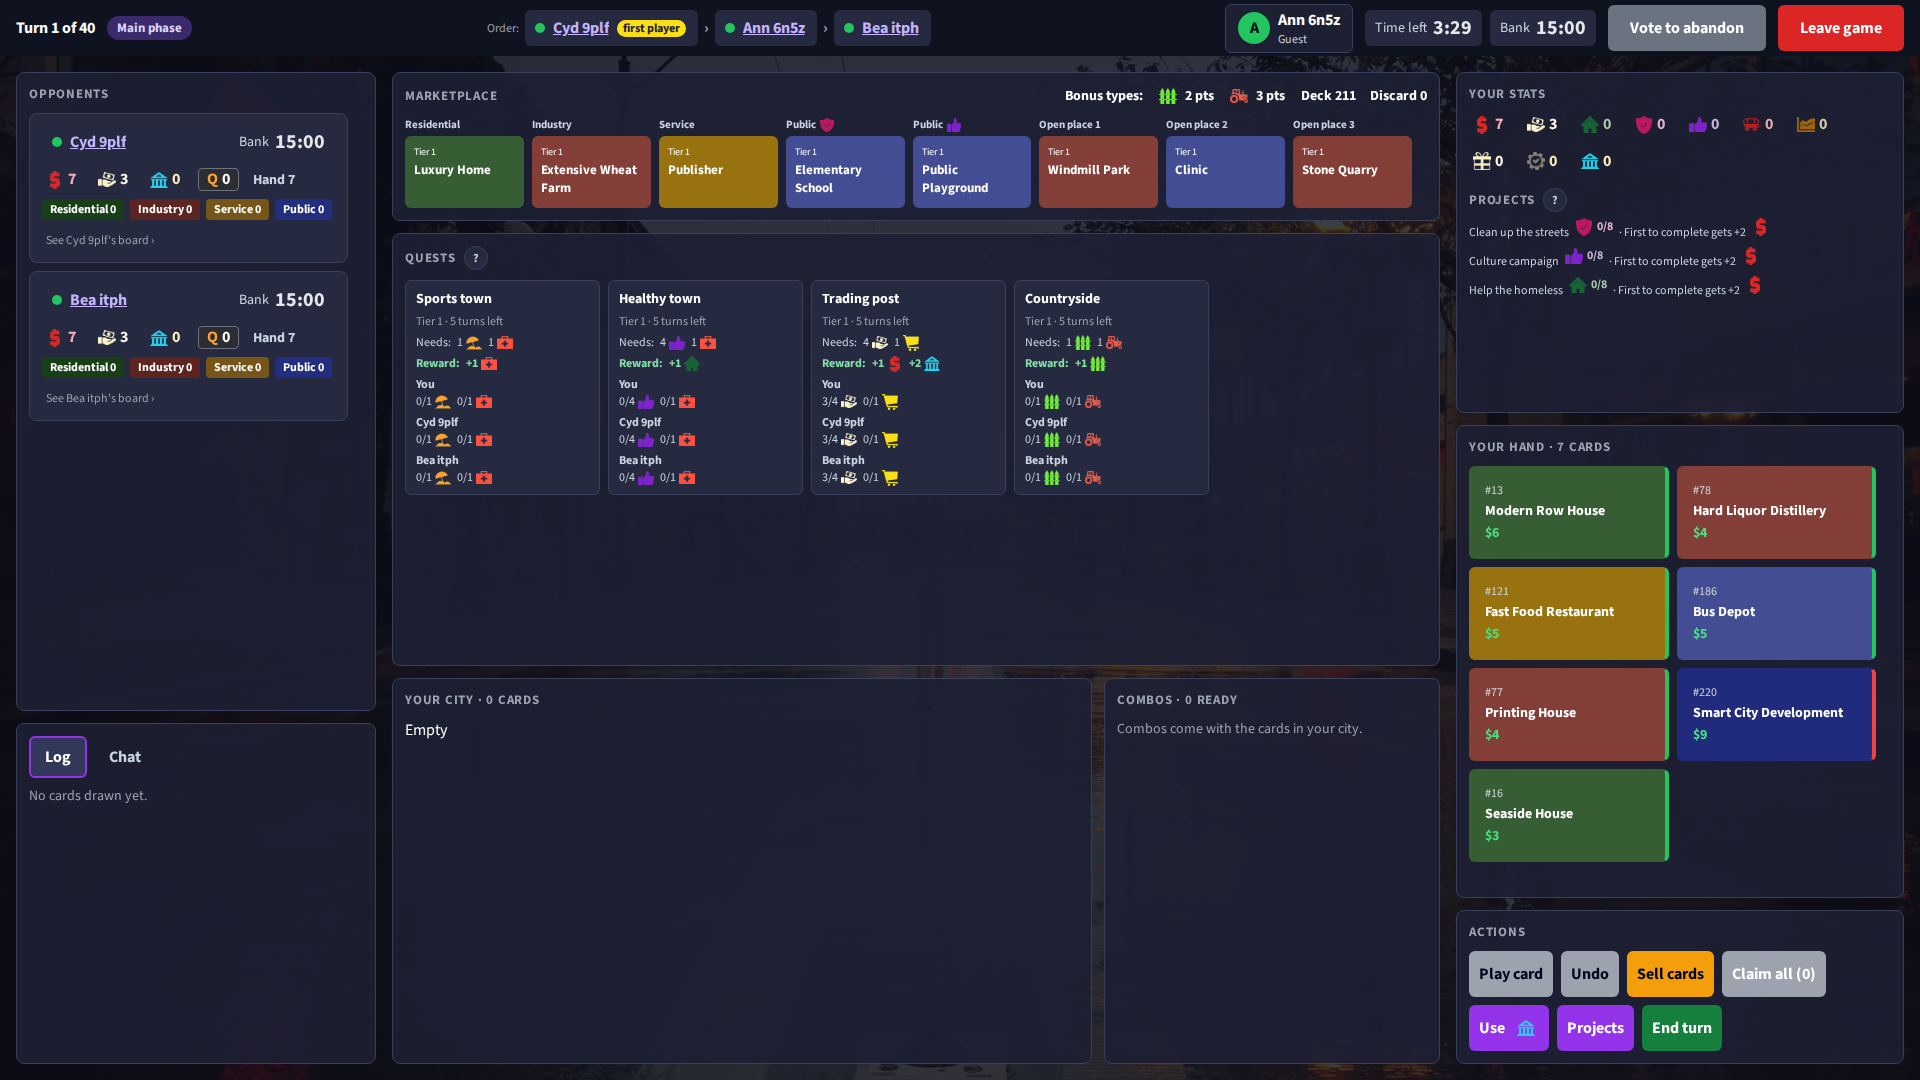 Turn 1 of 40 Main phase
Order: Cyd 9plf first player › Ann 6n5z › Bea itph
A Ann 6n5z
Guest
Time left 3:29
Bank 15:00
Vote to abandon
Leave game
OPPONENTS
Cyd 9plf Bank 15:00
7 3 0 Q 0 Hand 7
Residential 0 Industry 0 Service 0 Public 0
See Cyd 9plf's board ›
Bea itph Bank 15:00
7 3 0 Q 0 Hand 7
Residential 0 Industry 0 Service 0 Public 0
See Bea itph's board ›
Log Chat
No cards drawn yet.
MARKETPLACE
Bonus types: 2 pts 3 pts Deck 211 Discard 0
Residential
Tier 1
Luxury Home
Industry
Tier 1
Extensive Wheat
Farm
Service
Tier 1
Publisher
Public
Tier 1
Elementary
School
Public
Tier 1
Public
Playground
Open place 1
Tier 1
Windmill Park
Open place 2
Tier 1
Clinic
Open place 3
Tier 1
Stone Quarry
QUESTS ?
Sports town
Tier 1 · 5 turns left
Needs: 1 1
Reward: +1
You
0/1 0/1
Cyd 9plf
0/1 0/1
Bea itph
0/1 0/1
Healthy town
Tier 1 · 5 turns left
Needs: 4 1
Reward: +1
You
0/4 0/1
Cyd 9plf
0/4 0/1
Bea itph
0/4 0/1
Trading post
Tier 1 · 5 turns left
Needs: 4 1
Reward: +1 +2
You
3/4 0/1
Cyd 9plf
3/4 0/1
Bea itph
3/4 0/1
Countryside
Tier 1 · 5 turns left
Needs: 1 1
Reward: +1
You
0/1 0/1
Cyd 9plf
0/1 0/1
Bea itph
0/1 0/1
YOUR CITY · 0 CARDS
Empty
COMBOS · 0 READY
Combos come with the cards in your city.
YOUR STATS
7 3 0 0 0 0 0
0 0 0
PROJECTS ?
Clean up the streets 0/8 · First to complete gets +2
Culture campaign 0/8 · First to complete gets +2
Help the homeless 0/8 · First to complete gets +2
YOUR HAND · 7 CARDS
#13
Modern Row House
$6
#78
Hard Liquor Distillery
$4
#121
Fast Food Restaurant
$5
#186
Bus Depot
$5
#77
Printing House
$4
#220
Smart City Development
$9
#16
Seaside House
$3
ACTIONS
Play card Undo Sell cards Claim all (0)
Use Projects End turn